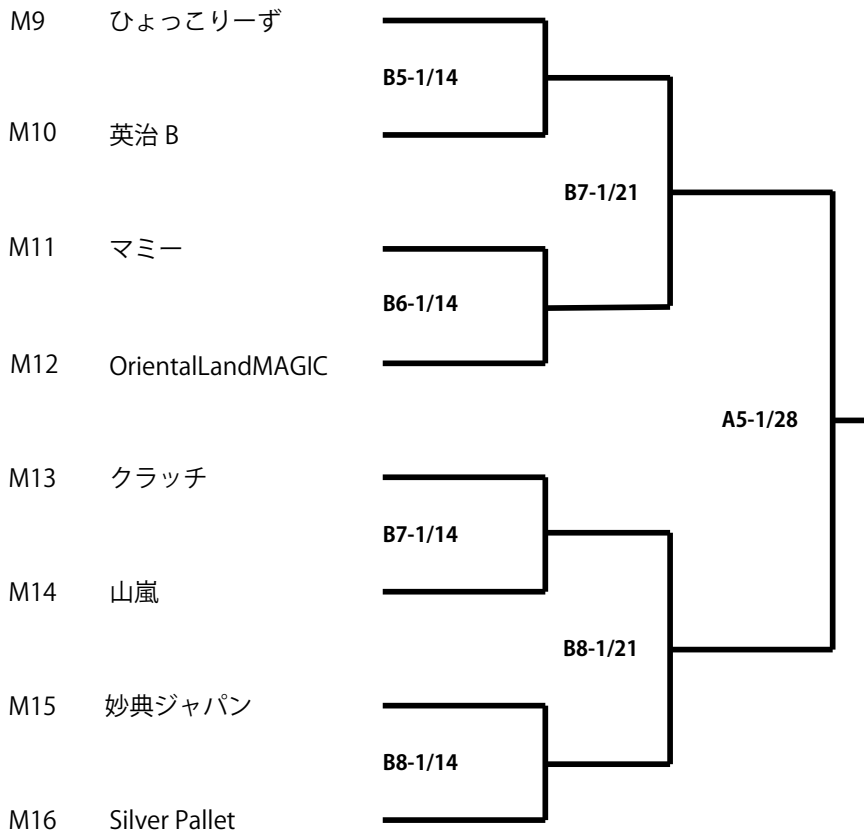 M9 ひょっこりーず
B5-1/14
M10 英治 B
B7-1/21
M11 マミー
B6-1/14
M12 OrientalLandMAGIC
A5-1/28
M13 クラッチ
B7-1/14
M14 山嵐
B8-1/21
M15 妙典ジャパン
B8-1/14
M16 Silver Pallet